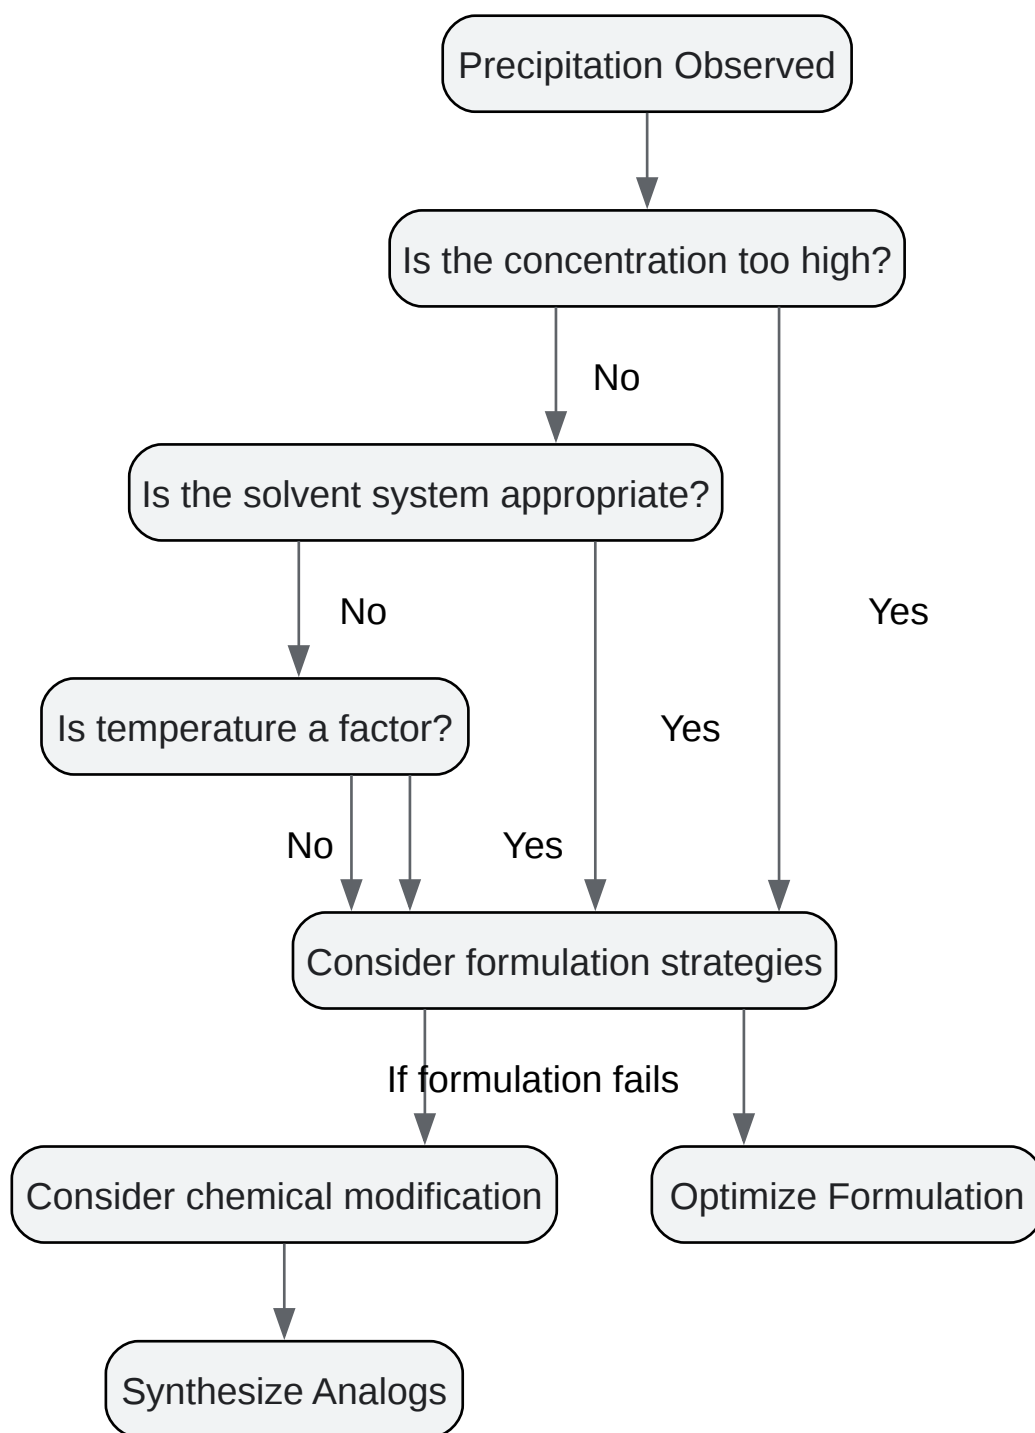 Precipitation Observed
Is the concentration too high?
No
Is the solvent system appropriate?
No
Yes
Is temperature a factor?
Yes
No
Yes
Consider formulation strategies
If formulation fails
Consider chemical modification
Optimize Formulation
Synthesize Analogs